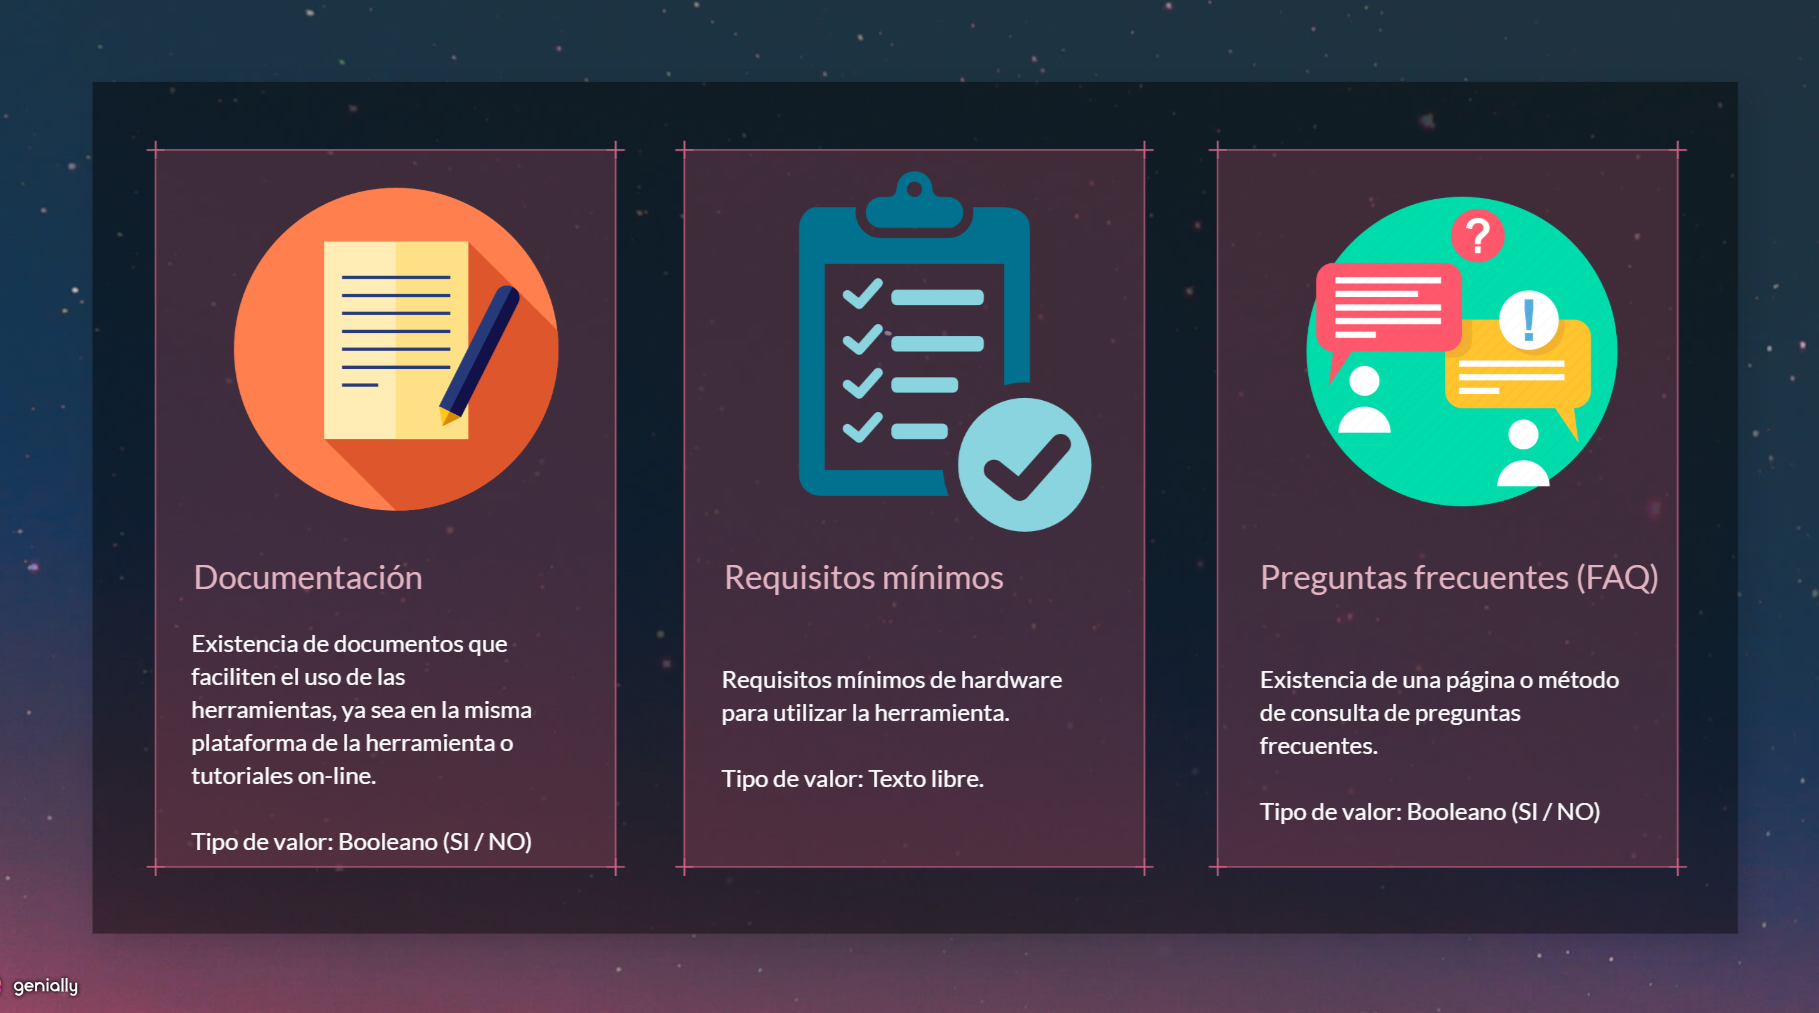 Documentación
Existencia de documentos que
faciliten el uso de las
herramientas, ya sea en la misma
plataforma de la herramienta o
tutoriales on-line.
Tipo de valor: Booleano (SI / NO)
Requisitos mínimos
Requisitos mínimos de hardware
para utilizar la herramienta.
Tipo de valor: Texto libre.
Preguntas frecuentes (FAQ)
Existencia de una página o método
de consulta de preguntas
frecuentes.
Tipo de valor: Booleano (SI / NO)
?
!
genially